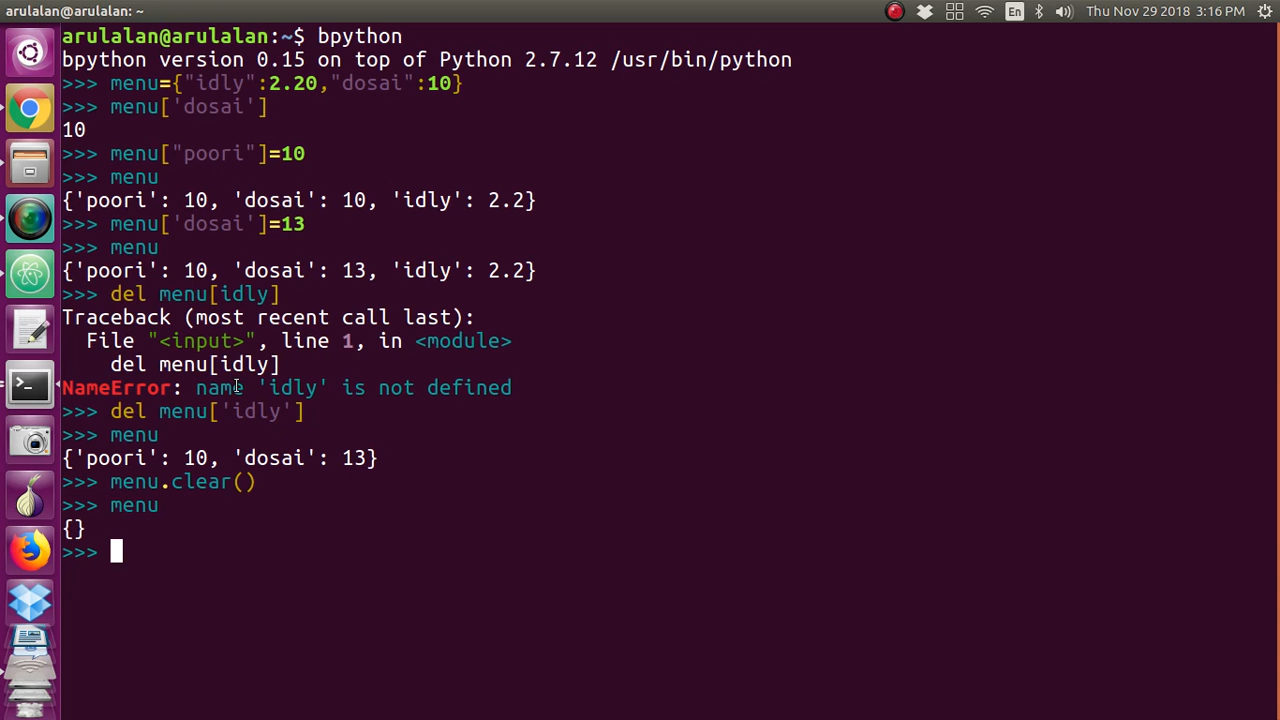 arulalan@arulalan: ~
En
Thu Nov 29 2018 3:16 PM
arulalan@arulalan:~$ bpython
bpython version 0.15 on top of Python 2.7.12 /usr/bin/python
>>> menu={"idly":2.20,"dosai":10}
>>> menu['dosai']
10
>>> menu["poori"]=10
>>> menu
{'poori': 10, 'dosai': 10, 'idly': 2.2}
>>> menu['dosai']=13
>>> menu
{'poori': 10, 'dosai': 13, 'idly': 2.2}
>>> del menu[idly]
Traceback (most recent call last):
  File "<input>", line 1, in <module>
    del menu[idly]
NameError: name 'idly' is not defined
>>> del menu['idly']
>>> menu
{'poori': 10, 'dosai': 13}
>>> menu.clear()
>>> menu
{}
>>>